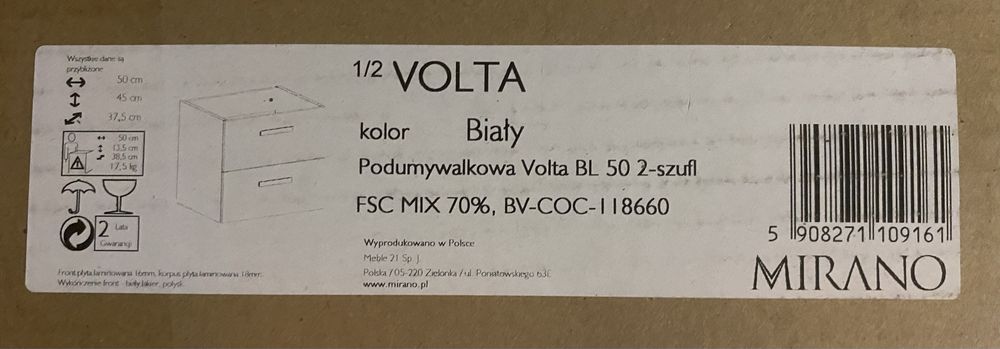 Wszystkie dane są
przybliżone
50 cm
45 cm
37,5 cm
50 cm
13,5 cm
38,5 cm
17,5 kg
2 Lata
Gwarancji
Front płyta laminowana 16mm, korpus płyta laminowana 18mm.
Wykończenie front - biały lakier, połysk.
1/2 VOLTA
kolor Biały
Podumywalkowa Volta BL 50 2-szufl
FSC MIX 70%, BV-COC-118660
Wyprodukowano w Polsce
Meble 21 Sp. J.
Polska / 05-220 Zielonka / ul. Poniatowskiego 63E
www.mirano.pl
5 908271 109161
MIRANO